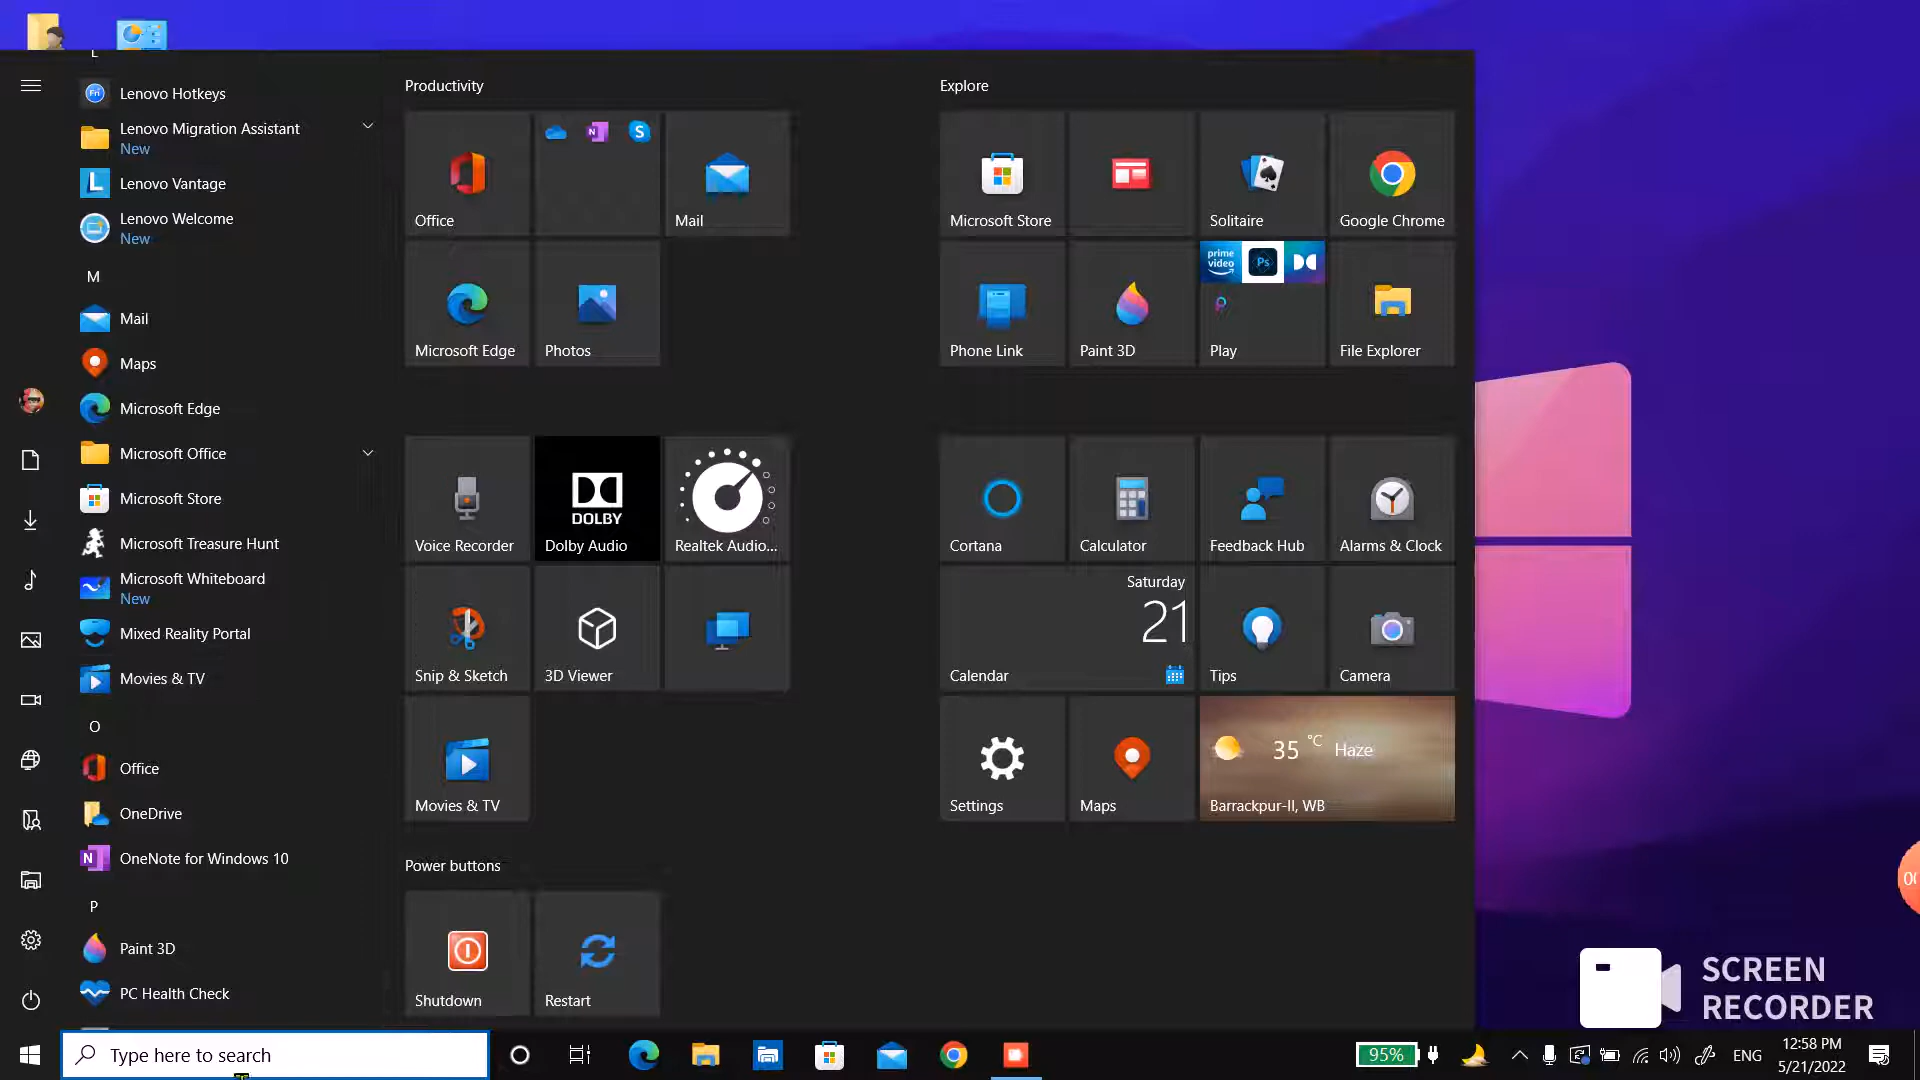 L
Lenovo Hotkeys
Lenovo Migration Assistant
New
Lenovo Vantage
Lenovo Welcome
New
M
Mail
Maps
Microsoft Edge
Microsoft Office
Microsoft Store
Microsoft Treasure Hunt
Microsoft Whiteboard
New
Mixed Reality Portal
Movies & TV
O
Office
OneDrive
OneNote for Windows 10
P
Paint 3D
PC Health Check
Productivity
Office
Mail
Microsoft Edge
Photos
Voice Recorder
DOLBY
Dolby Audio
Realtek Audio...
Snip & Sketch
3D Viewer
Movies & TV
Power buttons
Shutdown
Restart
Explore
Microsoft Store
Solitaire
Google Chrome
Phone Link
Paint 3D
prime video
Ps
Play
File Explorer
Cortana
Calculator
Feedback Hub
Alarms & Clock
Saturday
21
Calendar
Tips
Camera
Settings
Maps
35 °C Haze
Barrackpur-II, WB
00
SCREEN
RECORDER
Type here to search
95%
ENG
12:58 PM
5/21/2022